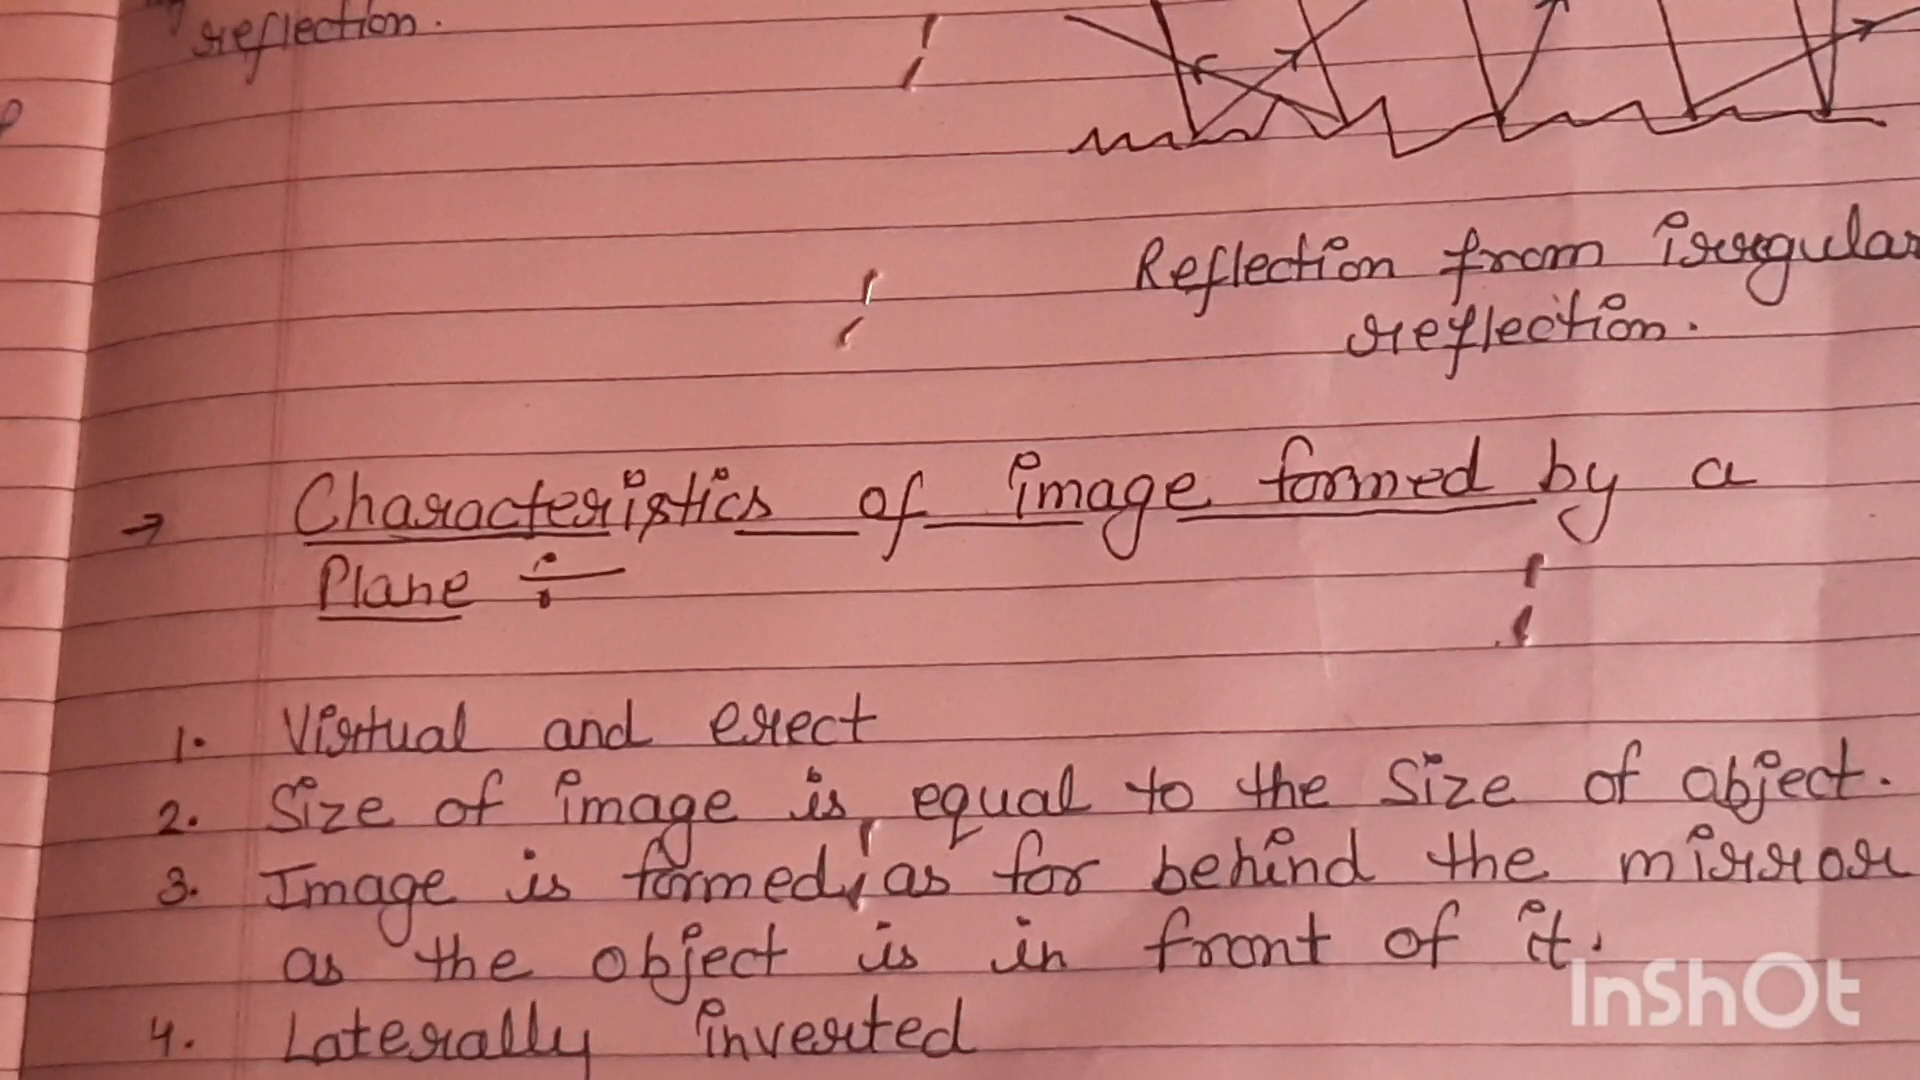 reflection.
Reflection from irregular
reflection.
→ Characteristics of image formed by a
Plane ÷
1. Virtual and erect
2. Size of image is equal to the size of object.
3. Image is formed, as for behind the mirror
as the object is in front of it.
4. Laterally inverted
InShOt